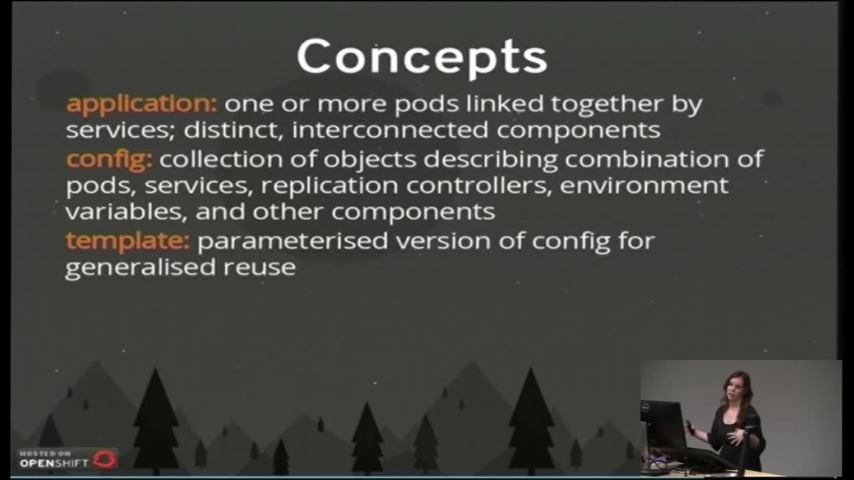 Concepts
application: one or more pods linked together by
services; distinct, interconnected components
config: collection of objects describing combination of
pods, services, replication controllers, environment
variables, and other components
template: parameterised version of config for
generalised reuse
HOSTED ON
OPENSHIFT